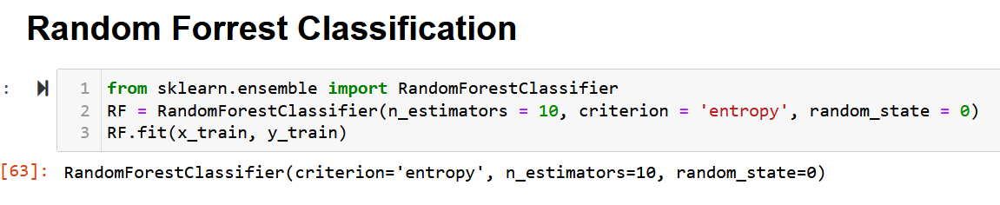 Random Forrest Classification
:
1 from sklearn.ensemble import RandomForestClassifier
2 RF = RandomForestClassifier(n_estimators = 10, criterion = 'entropy', random_state = 0)
3 RF.fit(x_train, y_train)
[63]: RandomForestClassifier(criterion='entropy', n_estimators=10, random_state=0)